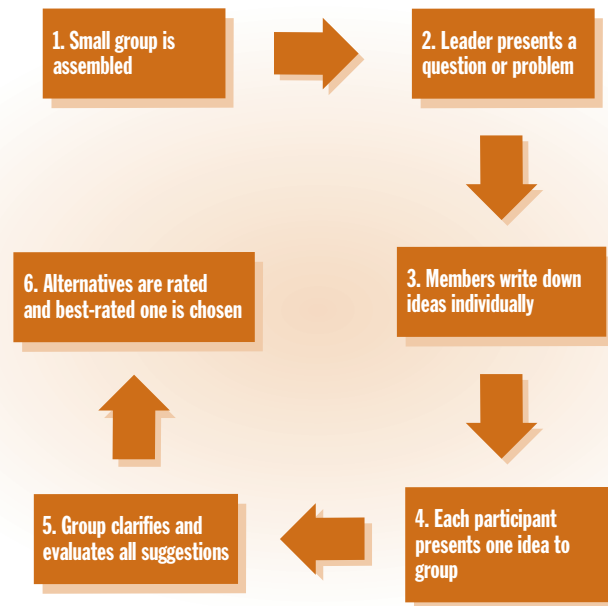 1. Small group is
assembled
2. Leader presents a
question or problem
3. Members write down
ideas individually
4. Each participant
presents one idea to
group
5. Group clarifies and
evaluates all suggestions
6. Alternatives are rated
and best-rated one is chosen